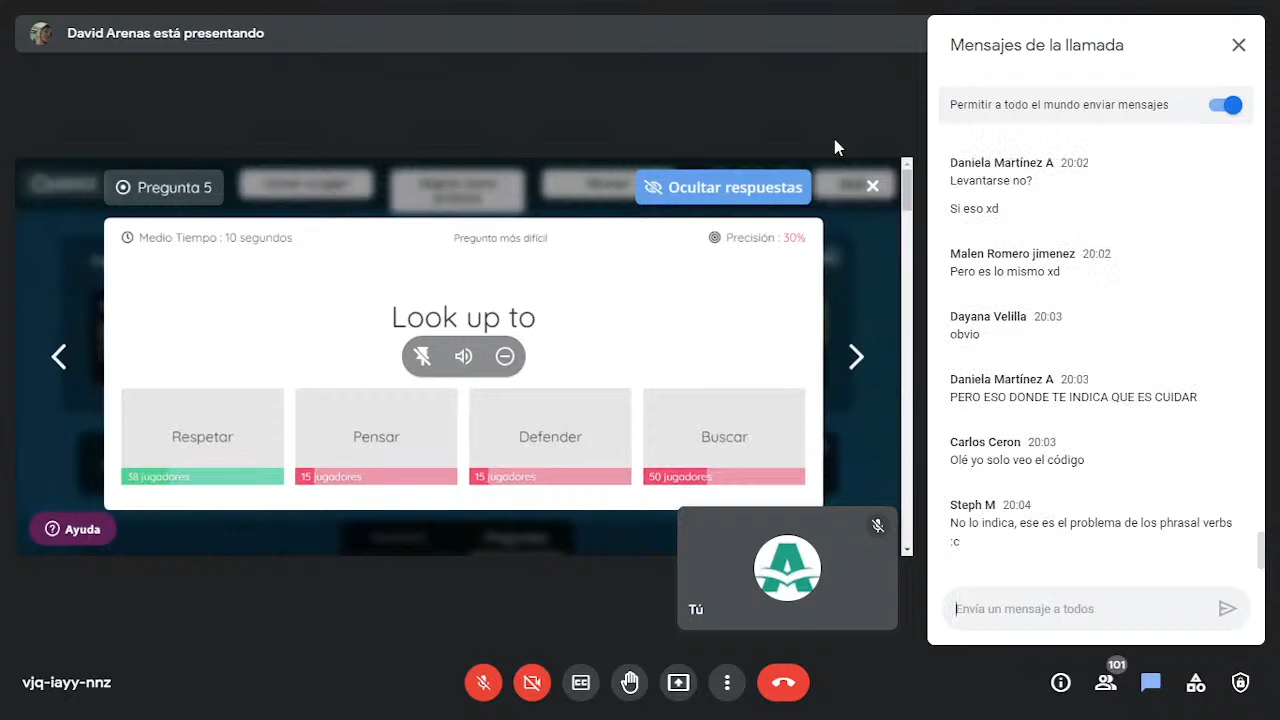 David Arenas está presentando
Pregunta 5
Ocultar respuestas
Medio Tiempo : 10 segundos
Pregunta más difícil
Precisión : 30%
Look up to
Respetar
Pensar
Defender
Buscar
38 jugadores
15 jugadores
15 jugadores
50 jugadores
Ayuda
Tú
vjq-iayy-nnz
Mensajes de la llamada
Permitir a todo el mundo enviar mensajes
Daniela Martínez A 20:02
Levantarse no?
Si eso xd
Malen Romero jimenez 20:02
Pero es lo mismo xd
Dayana Velilla 20:03
obvio
Daniela Martínez A 20:03
PERO ESO DONDE TE INDICA QUE ES CUIDAR
Carlos Ceron 20:03
Olé yo solo veo el código
Steph M 20:04
No lo indica, ese es el problema de los phrasal verbs
:c
Envía un mensaje a todos
101